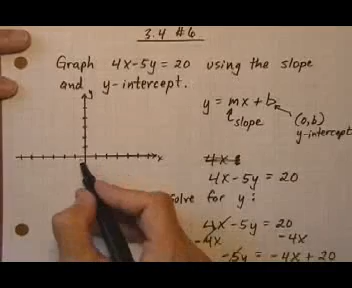 3.4 #6
Graph 4x-5y = 20 using the slope
and y-intercept.
y
x
y = mx + b
slope
(0,b)
y-intercept
4x
4x-5y = 20
olve for y:
4x - 5y = 20
-4x -4x
-5y = -4x + 20